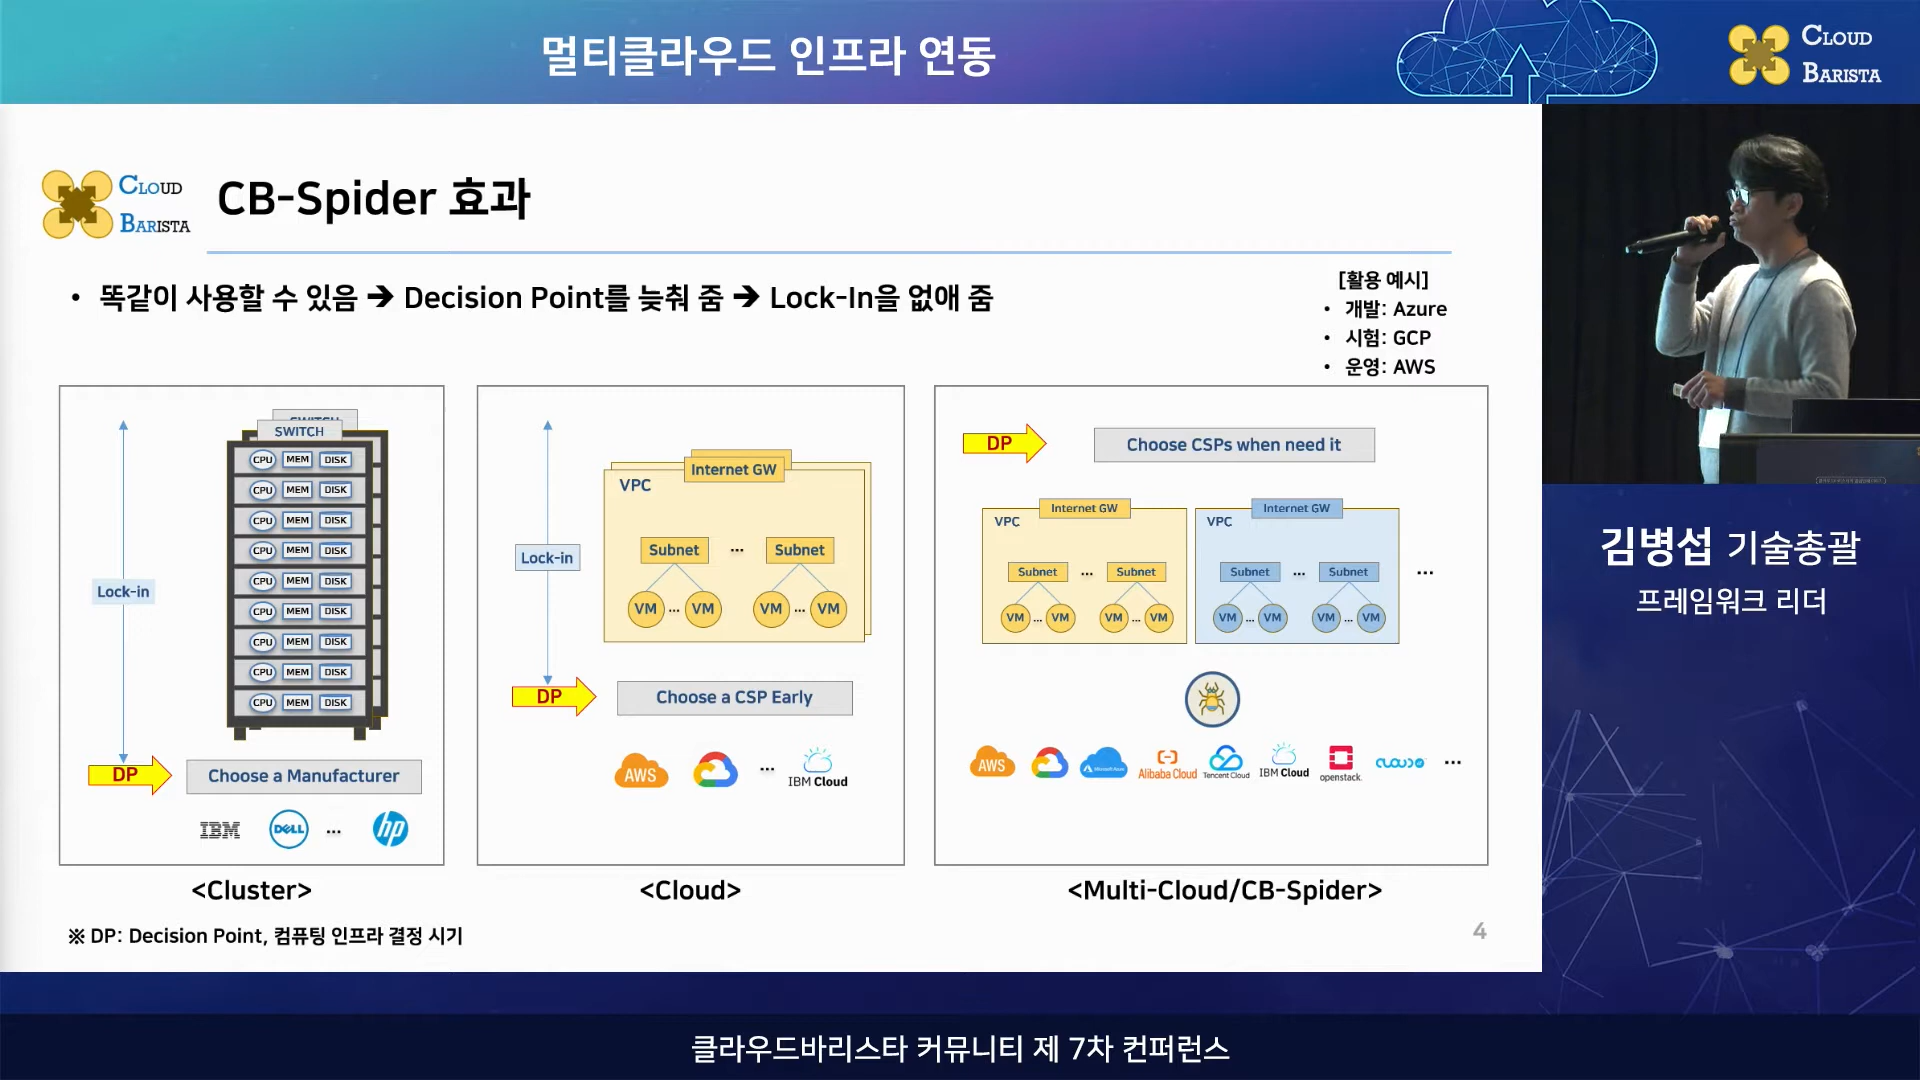 멀티클라우드 인프라 연동
CLOUD
BARISTA
CLOUD
BARISTA
CB-Spider 효과
• 똑같이 사용할 수 있음 → Decision Point를 늦춰 줌 → Lock-In을 없애 줌
[활용 예시]
• 개발: Azure
• 시험: GCP
• 운영: AWS
SWITCH
SWITCH
CPU MEM DISK
CPU MEM DISK
CPU MEM DISK
CPU MEM DISK
CPU MEM DISK
CPU MEM DISK
CPU MEM DISK
CPU MEM DISK
CPU MEM DISK
Lock-in
DP
Choose a Manufacturer
IBM DELL ... hp
<Cluster>
Internet GW
VPC
Subnet ... Subnet
VM ... VM VM ... VM
Lock-in
DP
Choose a CSP Early
AWS ... IBM Cloud
<Cloud>
DP
Choose CSPs when need it
Internet GW
VPC
Subnet ... Subnet
VM ... VM VM ... VM
Internet GW
VPC
Subnet ... Subnet
VM ... VM VM ... VM
...
AWS Microsoft Azure Alibaba Cloud Tencent Cloud IBM Cloud openstack. ...
<Multi-Cloud/CB-Spider>
※ DP: Decision Point, 컴퓨팅 인프라 결정 시기
4
김병섭 기술총괄
프레임워크 리더
클라우드바리스타 커뮤니티 제 7차 컨퍼런스